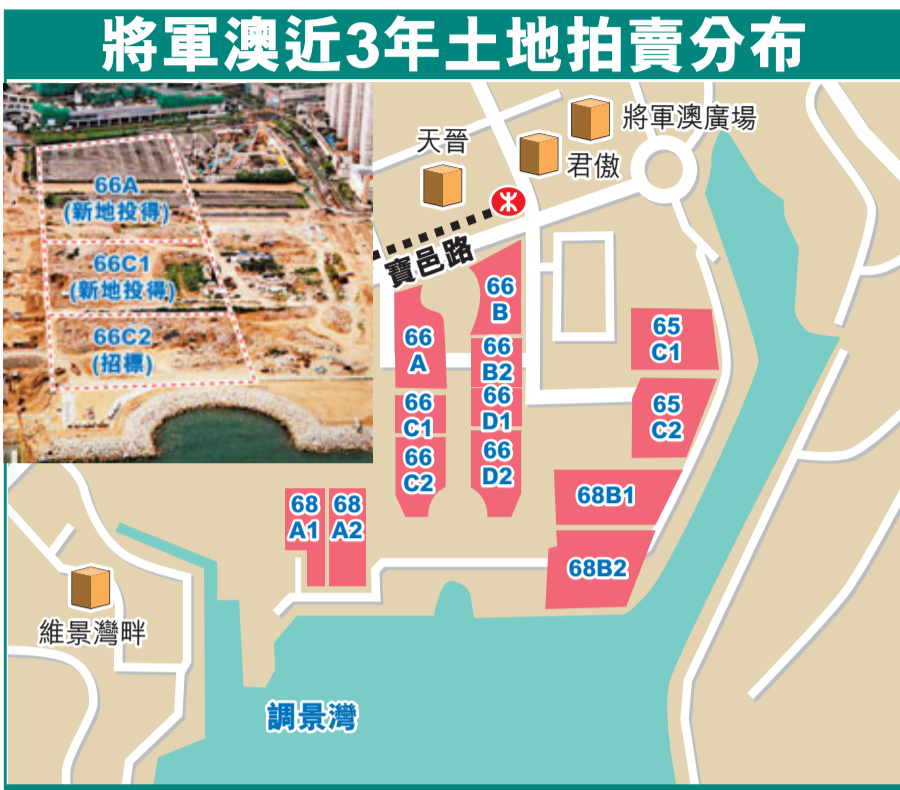 將軍澳近3年土地拍賣分布
66A
(新地投得)
66C1
(新地投得)
66C2
(招標)
天晉
君傲
將軍澳廣場
寶邑路
66
A
66
B
66
B2
66
C1
66
D1
66
C2
66
D2
65
C1
65
C2
68
A1
68
A2
68B1
68B2
維景灣畔
調景灣